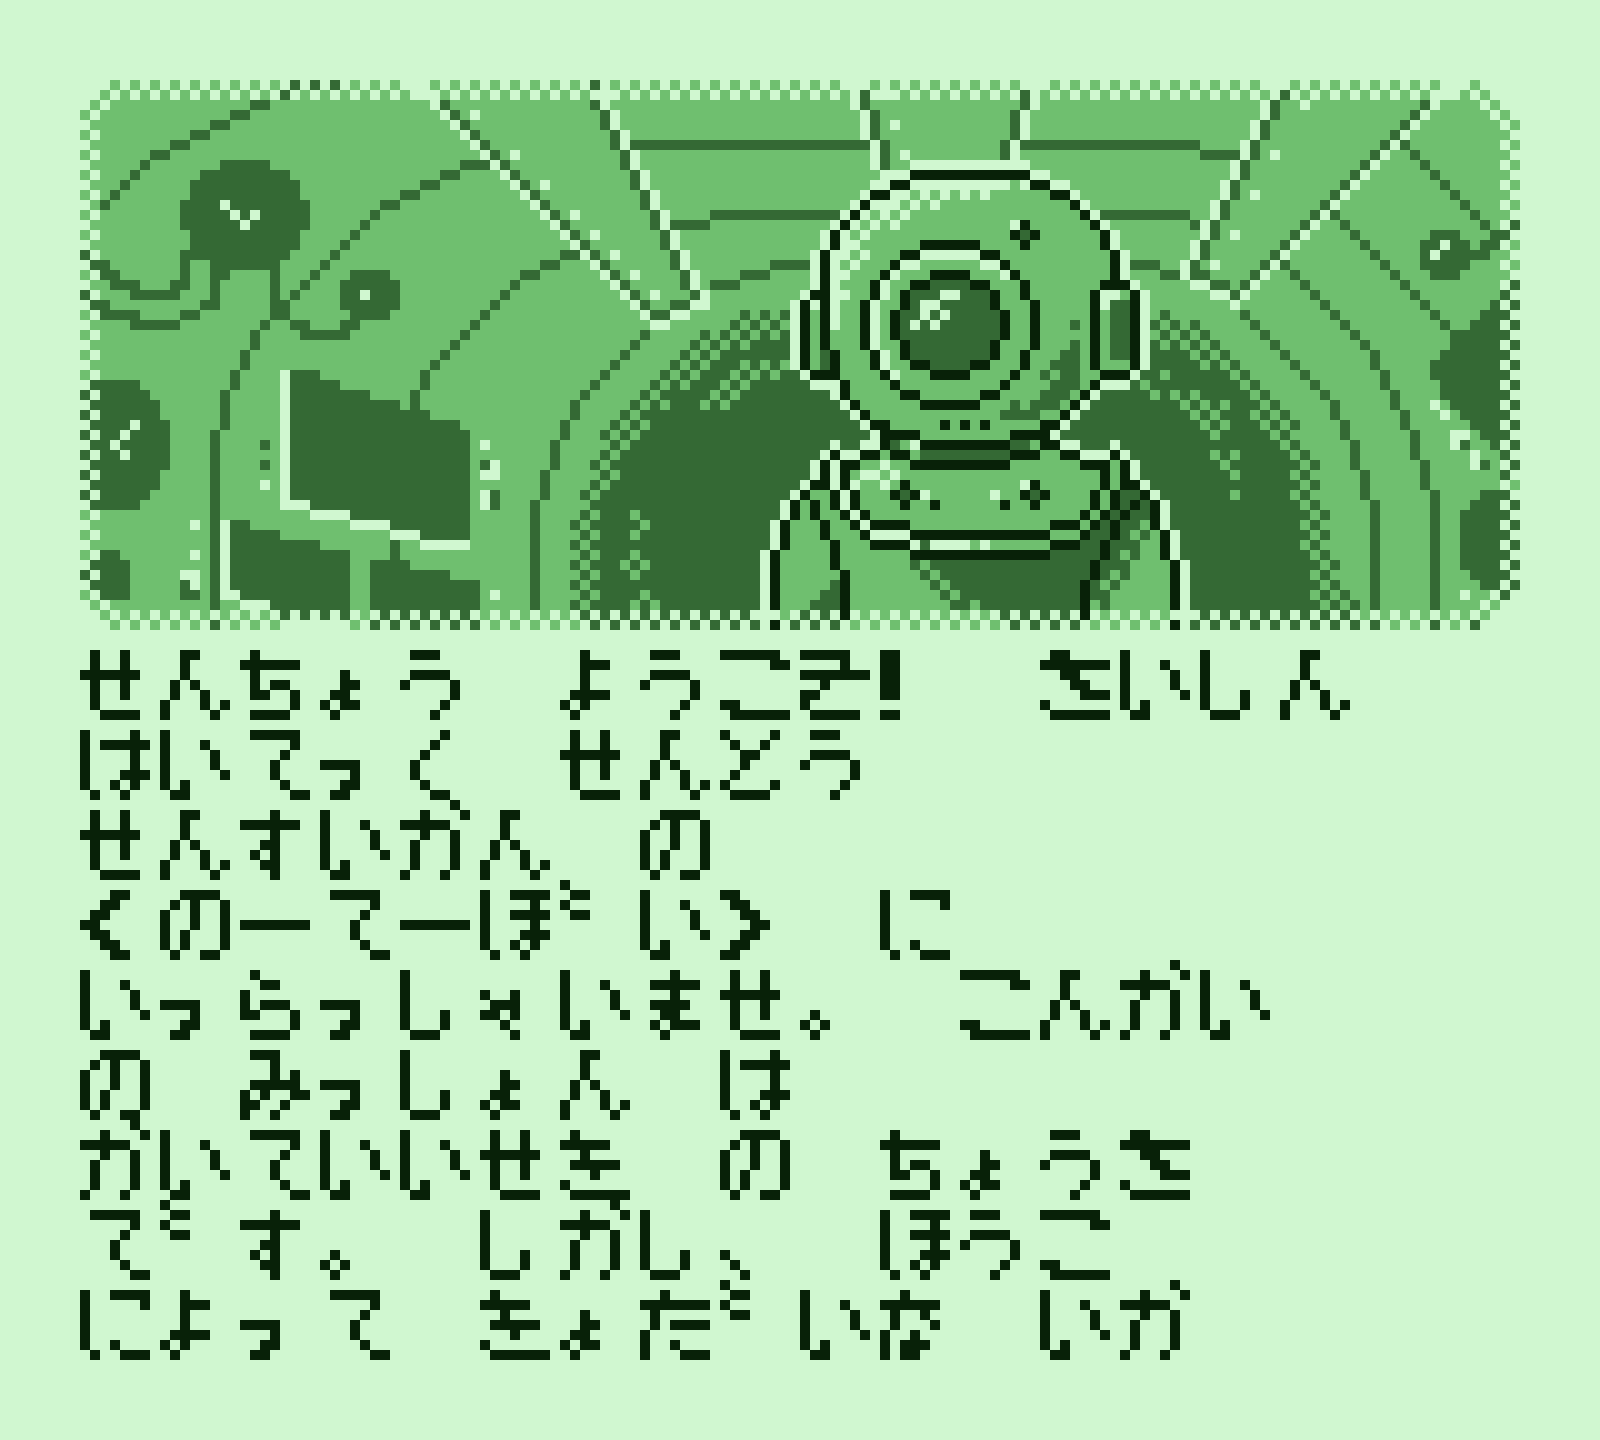 せんちょう ようこそ! さいしん
はいてっく せんとう
せんすいかん の
<のーてーぼい> に
いっらっしゃいませ。 こんかい
の みっしょん は
かいていいせき の ちょうさ
です。 しかし、 ほうこ
によって きょだいな いか